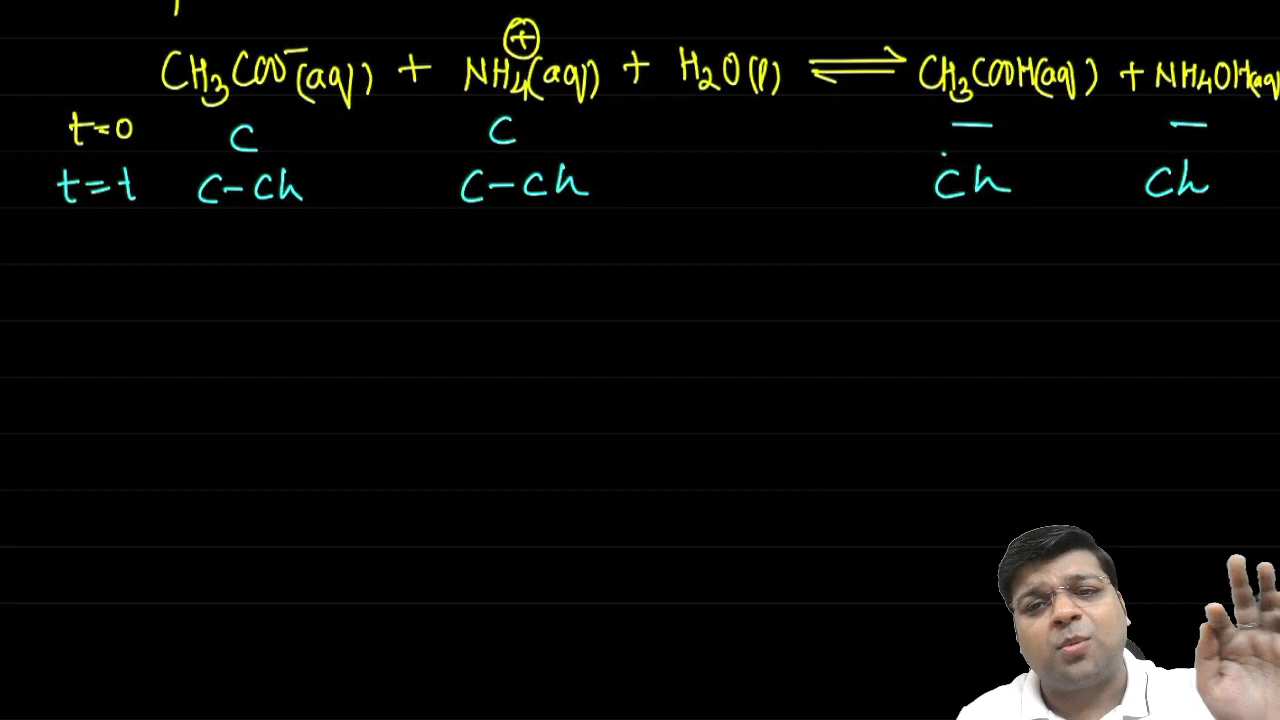 CH₃COO⁻(aq) + NH₄⊕(aq) + H₂O(l) ⇌ CH₃COOH(aq) + NH₄OH(aq
t=0 C C — —
t=t C-Ch C-Ch Ch Ch